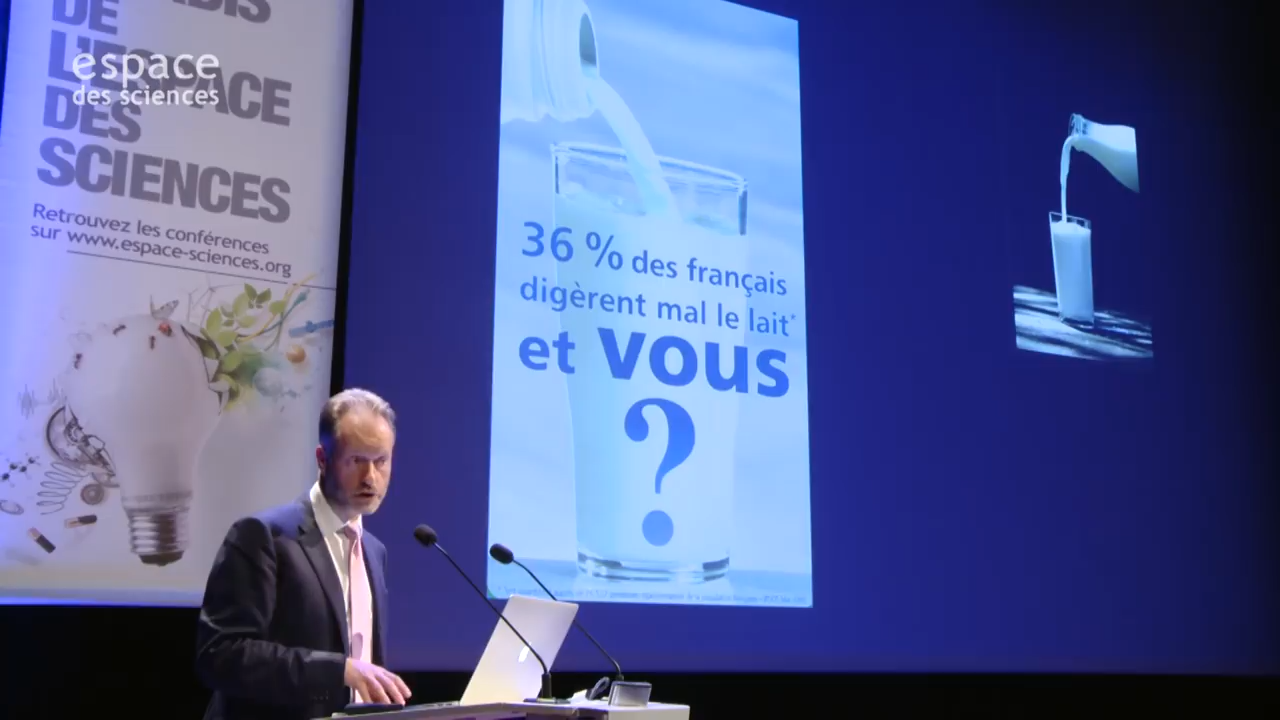 DE
L'ESPACE
DES
SCIENCES
Retrouvez les conférences
sur www.espace-sciences.org
espace
des sciences
36 % des français
digèrent mal le lait*
et vous
?